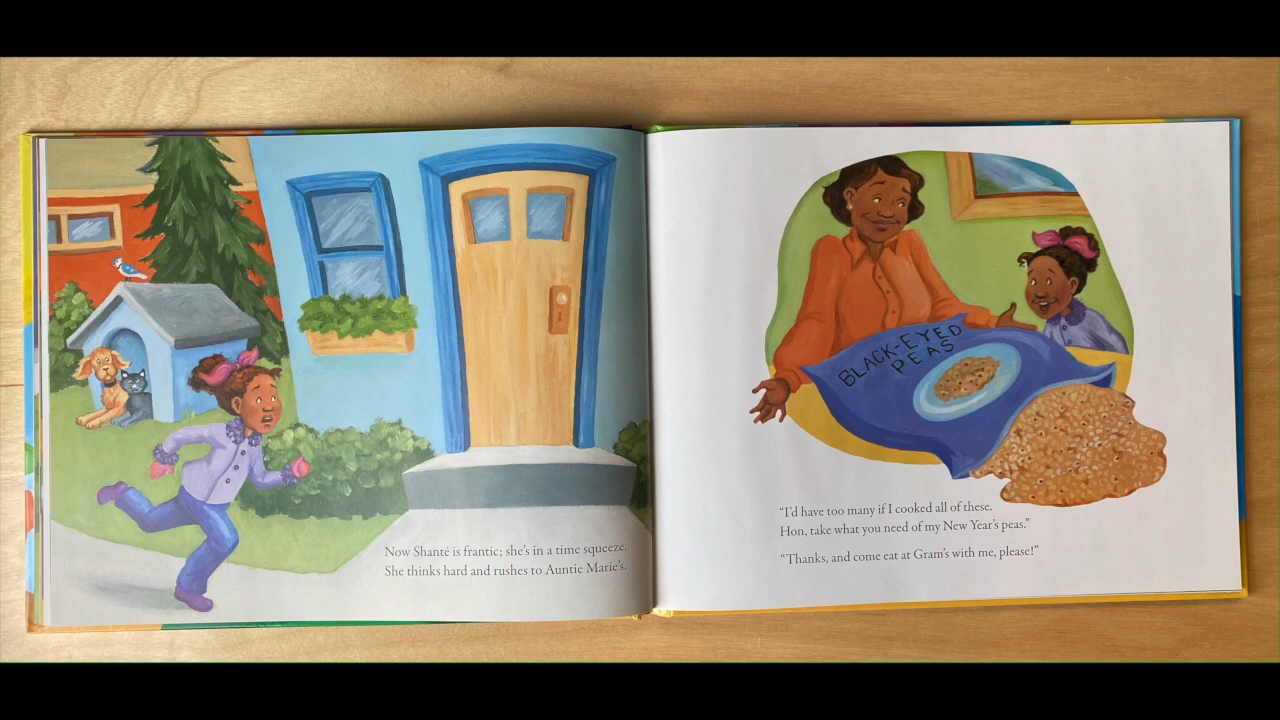 Now Shanté is frantic; she's in a time squeeze.
She thinks hard and rushes to Auntie Marie's.
BLACK-EYED
PEAS
“I'd have too many if I cooked all of these.
Hon, take what you need of my New Year's peas.”
“Thanks, and come eat at Gram's with me, please!”